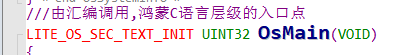 ///由汇编调用,鸿蒙C语言层级的入口点
LITE_OS_SEC_TEXT_INIT UINT32 OsMain(VOID)
{